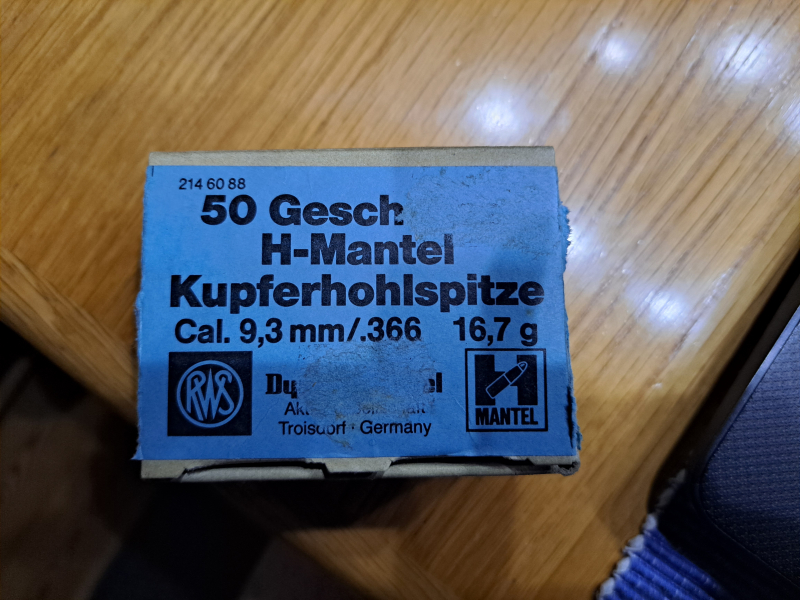 214 60 88
50 Gesch
H-Mantel
Kupferhohlspitze
Cal. 9,3 mm/.366 16,7 g
RWS
H
MANTEL
Troisdorf · Germany